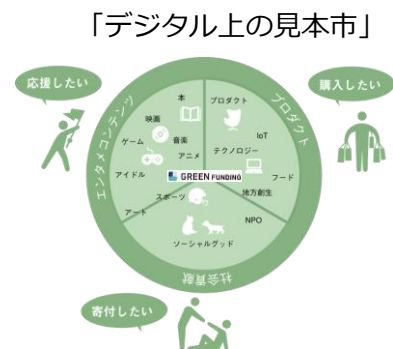 「デジタル上の見本市」
応援したい
購入したい
エンタメコンテンツ
プロダクト
本
映画
音楽
ゲーム
アニメ
アイドル
スポーツ
アート
プロダクト
IoT
テクノロジー
フード
地方創生
GREEN FUNDING
NPO
ソーシャルグッド
社会貢献
寄付したい